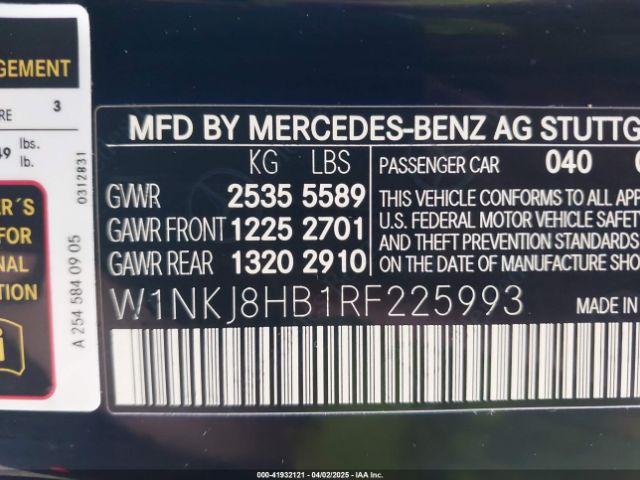 GEMENT
RE 3
49 lbs.
lb.
0312831
R´S
FOR
NAL
ION
A 254 584 09 05
MFD BY MERCEDES-BENZ AG STUTTG
KG LBS
GVWR 2535 5589
GAWR FRONT 1225 2701
GAWR REAR 1320 2910
PASSENGER CAR 040
THIS VEHICLE CONFORMS TO ALL APP
U.S. FEDERAL MOTOR VEHICLE SAFET
AND THEFT PREVENTION STANDARDS
THE DATE OF MANUFACTURE SHO
W1NKJ8HB1RF225993
MADE IN
000-41932121 - 04/02/2025 - IAA Inc.